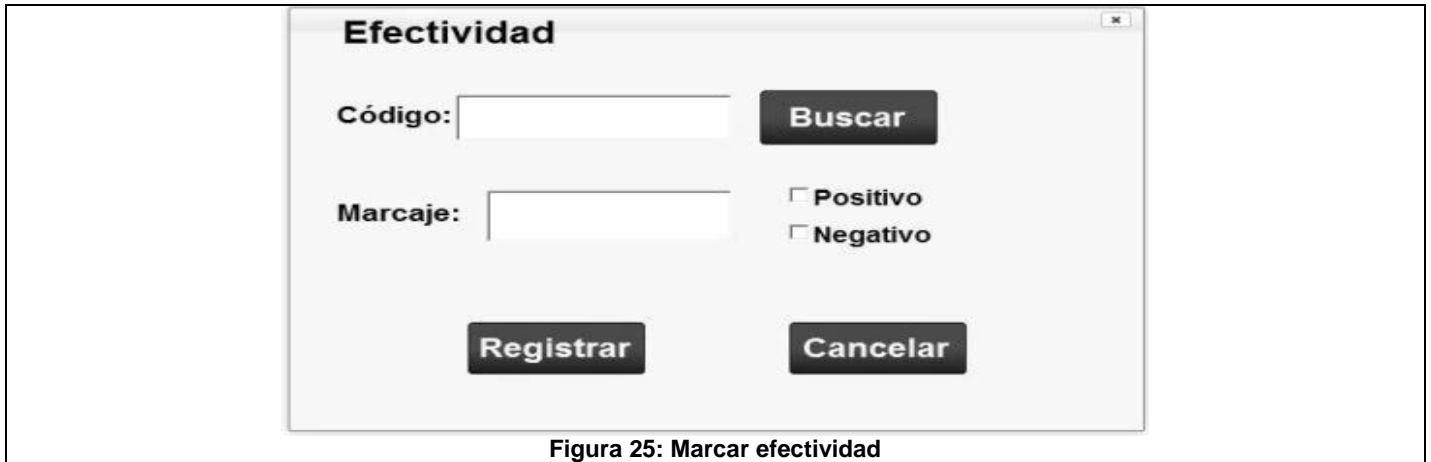 Efectividad
Código:
Buscar
Marcaje:
Positivo
Negativo
Registrar
Cancelar
Figura 25: Marcar efectividad